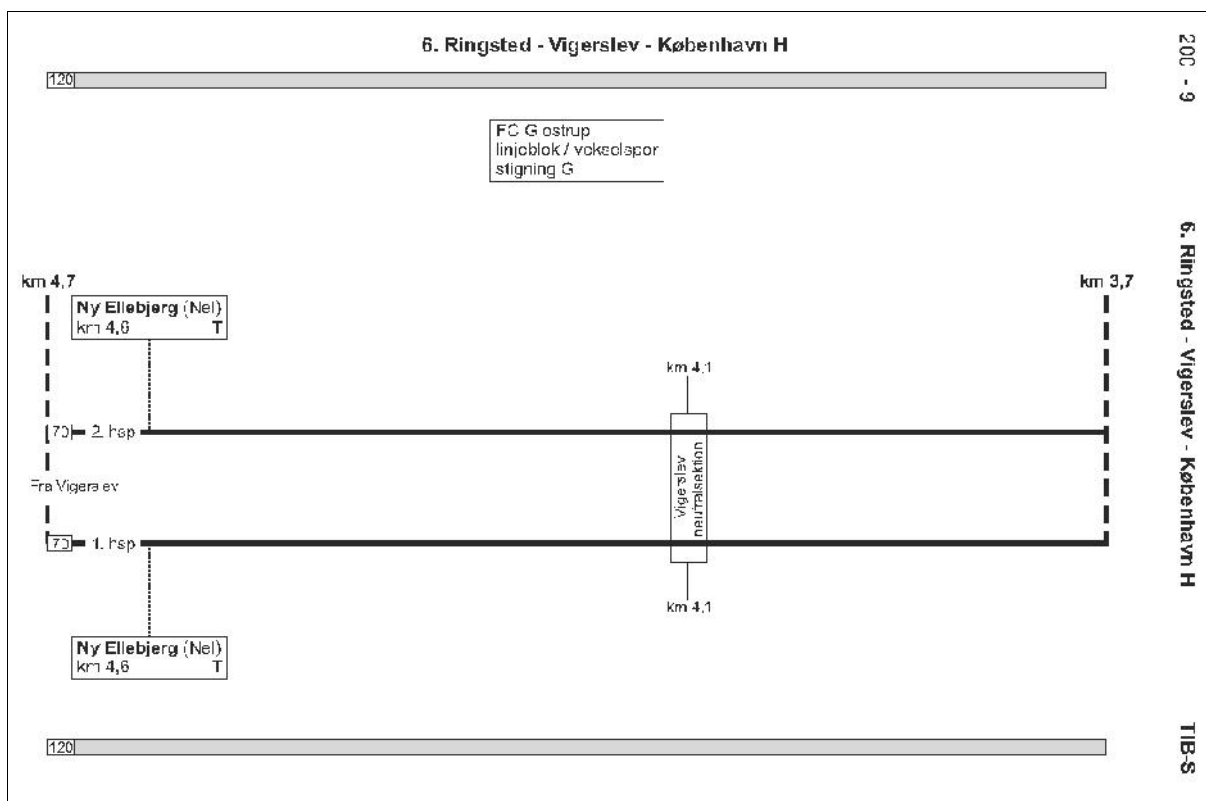 6. Ringsted - Vigerslev - København H
120
FC Glostrup
linjeblok / vekselspor
stigning G
km 4,7
km 3,7
Ny Ellebjerg (Nel)
km 4,6 T
km 4,1
70 2. hsp
Fra Vigerslev
Vigerslev
neutralsektion
70 1. hsp
km 4,1
Ny Ellebjerg (Nel)
km 4,6 T
120
200 - 9
6. Ringsted - Vigerslev - København H
TIB-S